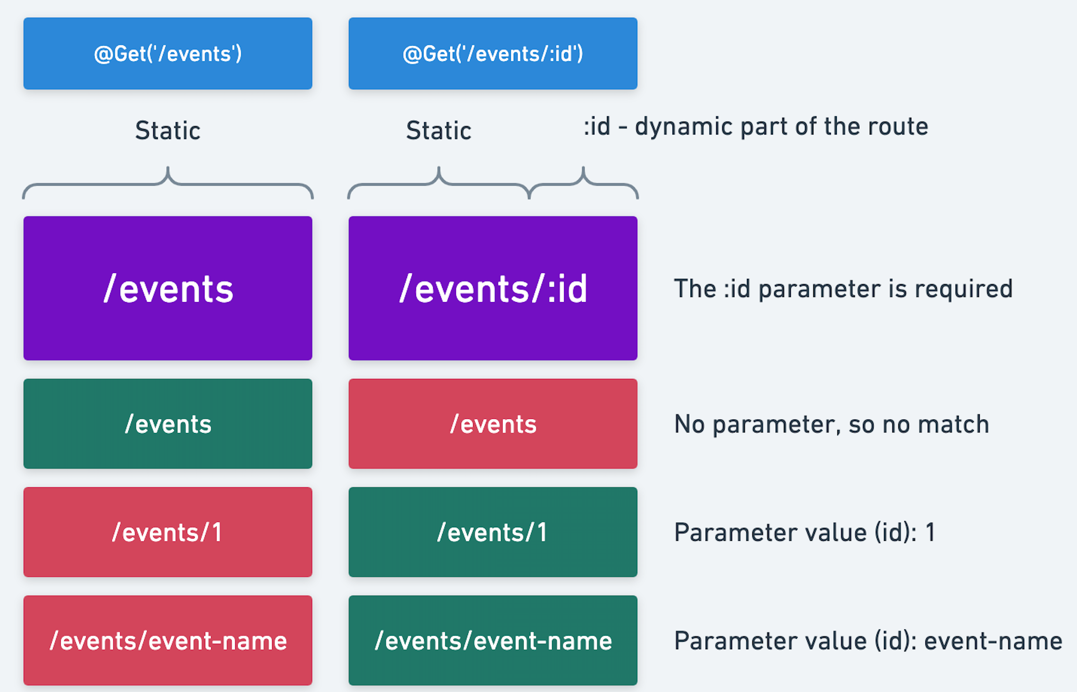 @Get('/events')
@Get('/events/:id')
Static
Static
:id - dynamic part of the route
/events
/events/:id
The :id parameter is required
/events
/events
No parameter, so no match
/events/1
/events/1
Parameter value (id): 1
/events/event-name
/events/event-name
Parameter value (id): event-name